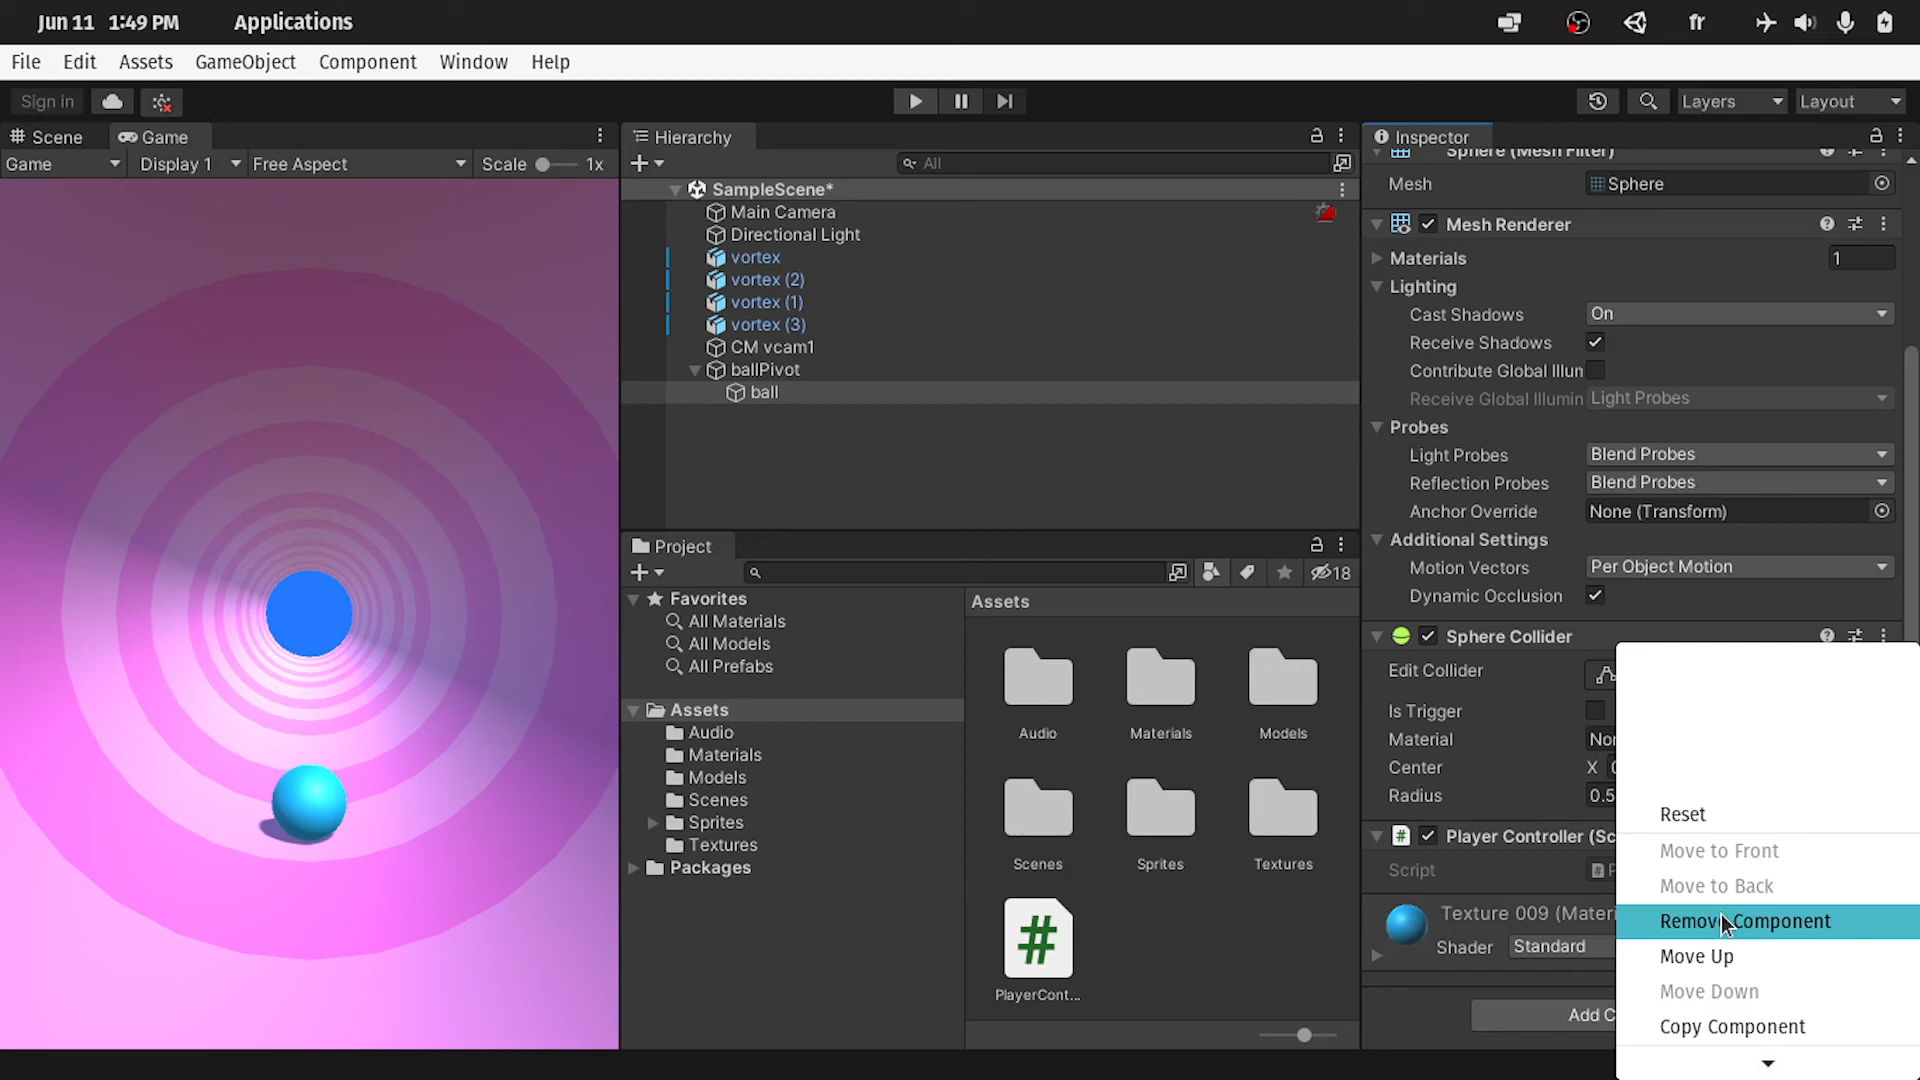 Jun 11 1:49 PM Applications fr
File Edit Assets GameObject Component Window Help
Sign in Layers Layout
Scene Game
Game Display 1 Free Aspect Scale 1x
Hierarchy
All
SampleScene*
Main Camera
Directional Light
vortex
vortex (2)
vortex (1)
vortex (3)
CM vcam1
ballPivot
ball
Project
18
Favorites
All Materials
All Models
All Prefabs
Assets
Audio
Materials
Models
Scenes
Sprites
Textures
Packages
Assets
Audio Materials Models
Scenes Sprites Textures
#
PlayerCont...
Inspector
Sphere (Mesh Filter)
Mesh Sphere
Mesh Renderer
Materials 1
Lighting
Cast Shadows On
Receive Shadows
Contribute Global Illun
Receive Global Illumin Light Probes
Probes
Light Probes Blend Probes
Reflection Probes Blend Probes
Anchor Override None (Transform)
Additional Settings
Motion Vectors Per Object Motion
Dynamic Occlusion
Sphere Collider
Edit Collider
Is Trigger
Material Nor
Center X 0
Radius 0.5
# Player Controller (Sc
Script
Texture 009 (Materi
Shader Standard
Add C
Reset
Move to Front
Move to Back
Remove Component
Move Up
Move Down
Copy Component